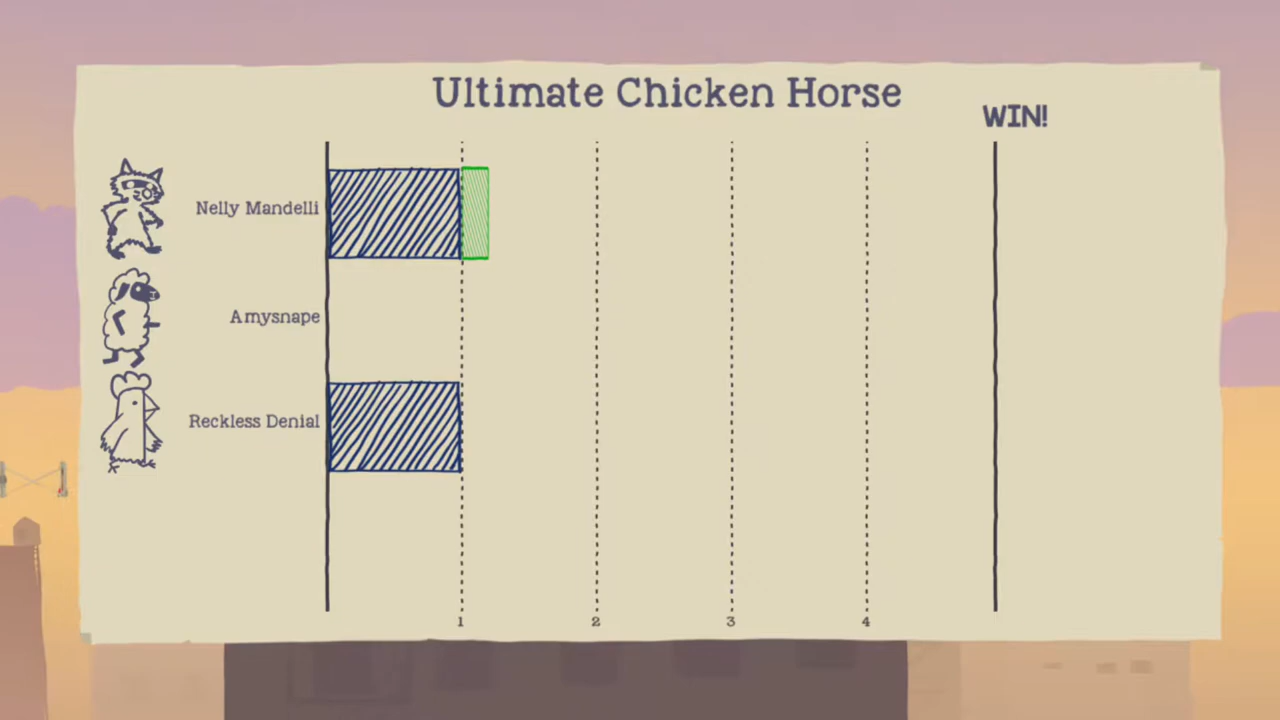 Ultimate Chicken Horse
WIN!
Nelly Mandelli
Amysnape
Reckless Denial
1 2 3 4